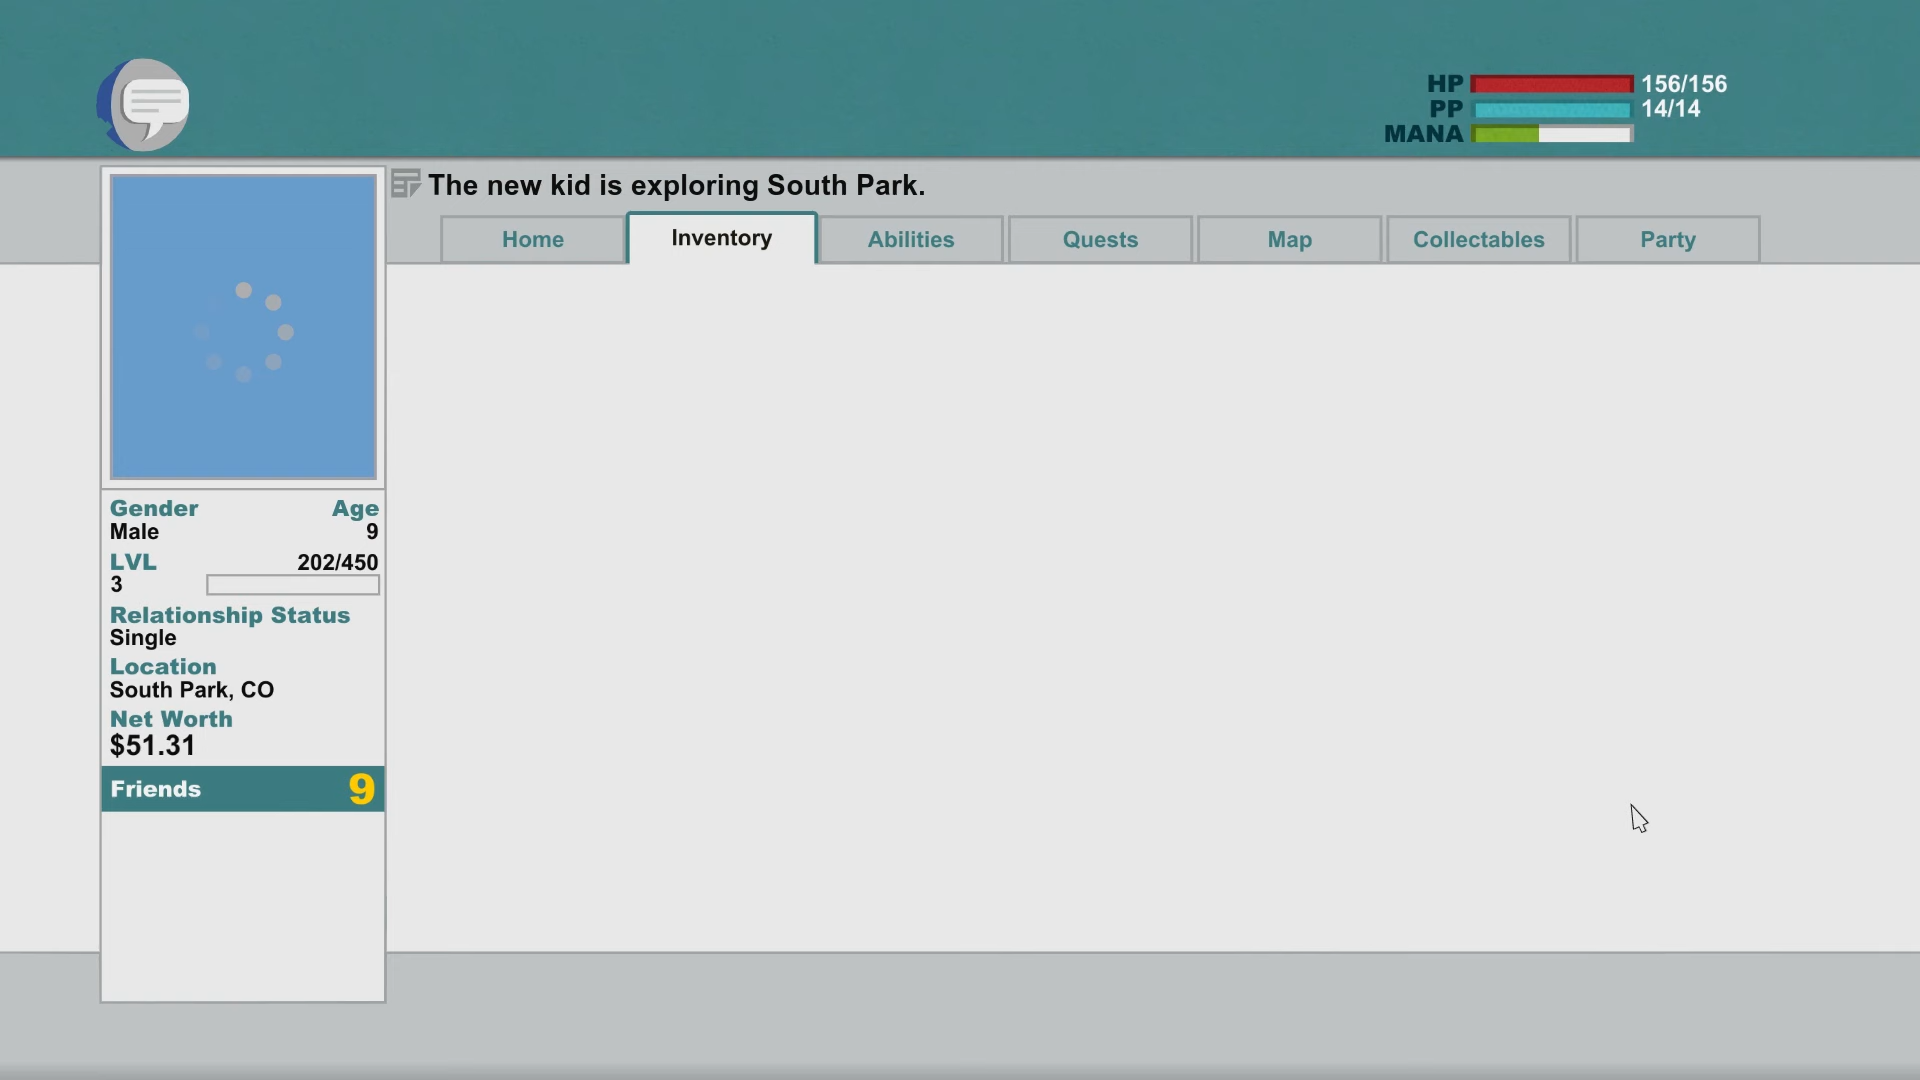 HP 156/156
PP 14/14
MANA
The new kid is exploring South Park.
Home Inventory Abilities Quests Map Collectables Party
Gender Age
Male 9
LVL 202/450
3
Relationship Status
Single
Location
South Park, CO
Net Worth
$51.31
Friends 9